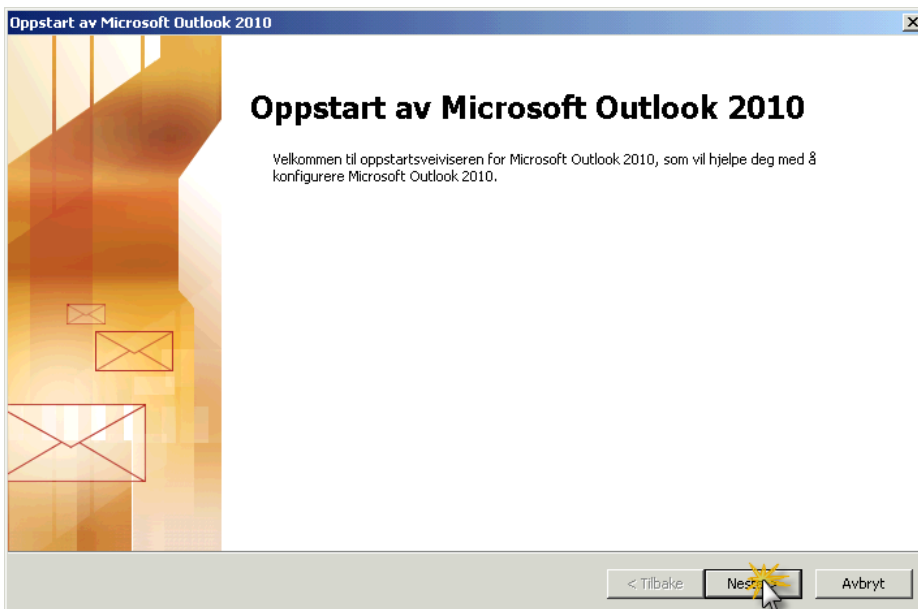 Oppstart av Microsoft Outlook 2010
Oppstart av Microsoft Outlook 2010
Velkommen til oppstartsveiviseren for Microsoft Outlook 2010, som vil hjelpe deg med å
konfigurere Microsoft Outlook 2010.
< Tilbake
Neste >
Avbryt